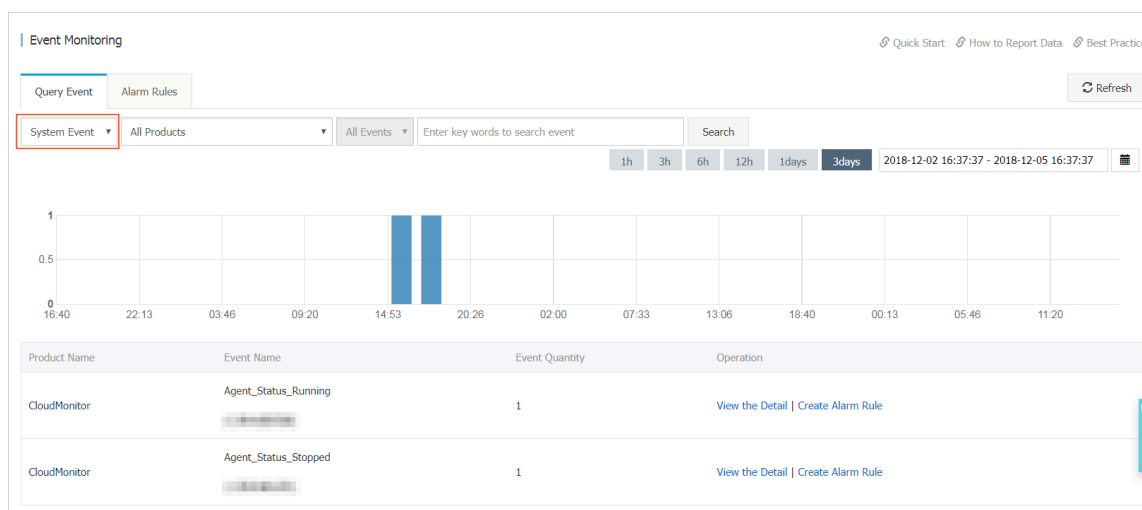 Event Monitoring
Quick Start How to Report Data Best Practic
Query Event Alarm Rules Refresh
System Event All Products All Events Enter key words to search event Search
1h 3h 6h 12h 1days 3days 2018-12-02 16:37:37 - 2018-12-05 16:37:37
1
0.5
0
16:40 22:13 03:46 09:20 14:53 20:26 02:00 07:33 13:06 18:40 00:13 05:46 11:20
Product Name Event Name Event Quantity Operation
Agent_Status_Running
CloudMonitor 1 View the Detail | Create Alarm Rule
Agent_Status_Stopped
CloudMonitor 1 View the Detail | Create Alarm Rule